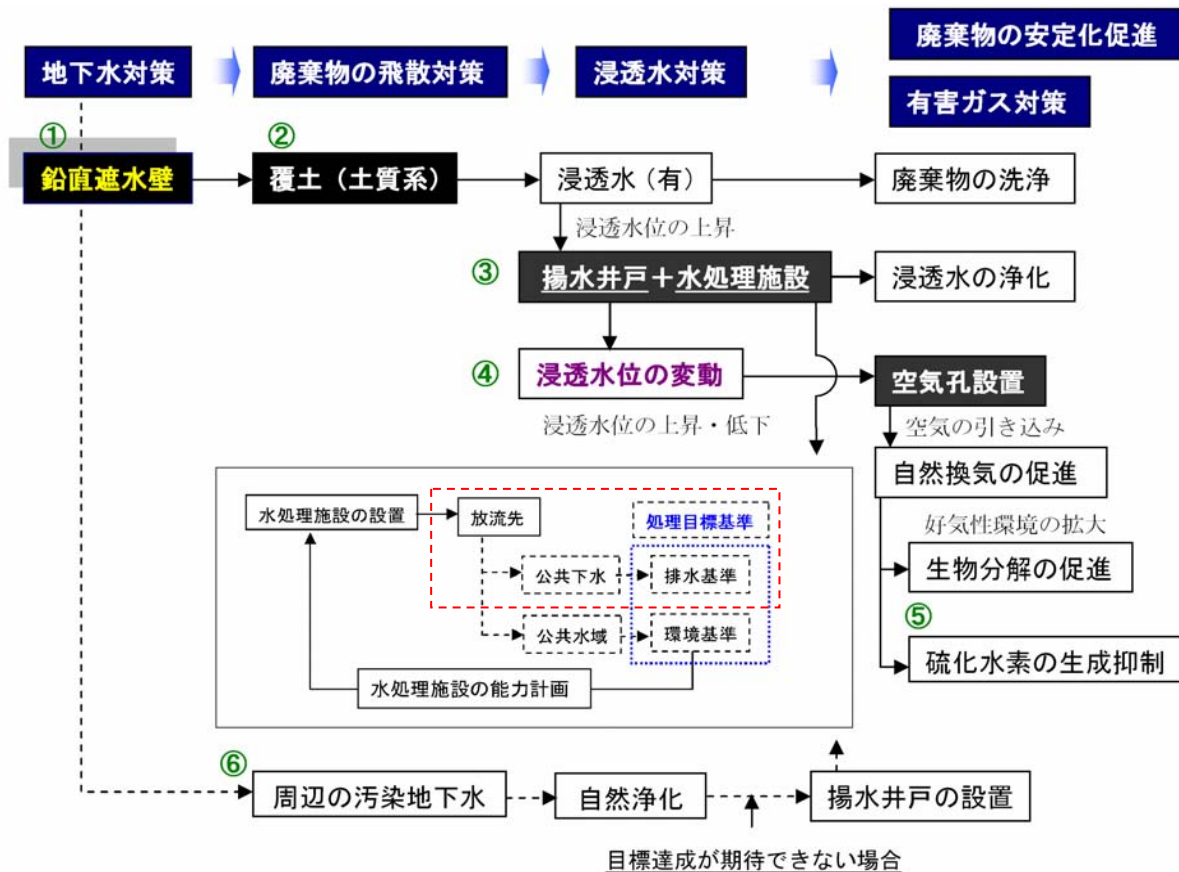 地下水対策
廃棄物の飛散対策
浸透水対策
廃棄物の安定化促進
有害ガス対策
①
鉛直遮水壁
②
覆土（土質系）
浸透水（有）
廃棄物の洗浄
浸透水位の上昇
③
揚水井戸＋水処理施設
浸透水の浄化
④
浸透水位の変動
空気孔設置
浸透水位の上昇・低下
空気の引き込み
自然換気の促進
好気性環境の拡大
生物分解の促進
⑤
硫化水素の生成抑制
水処理施設の設置
放流先
処理目標基準
公共下水
排水基準
公共水域
環境基準
水処理施設の能力計画
⑥
周辺の汚染地下水
自然浄化
揚水井戸の設置
目標達成が期待できない場合